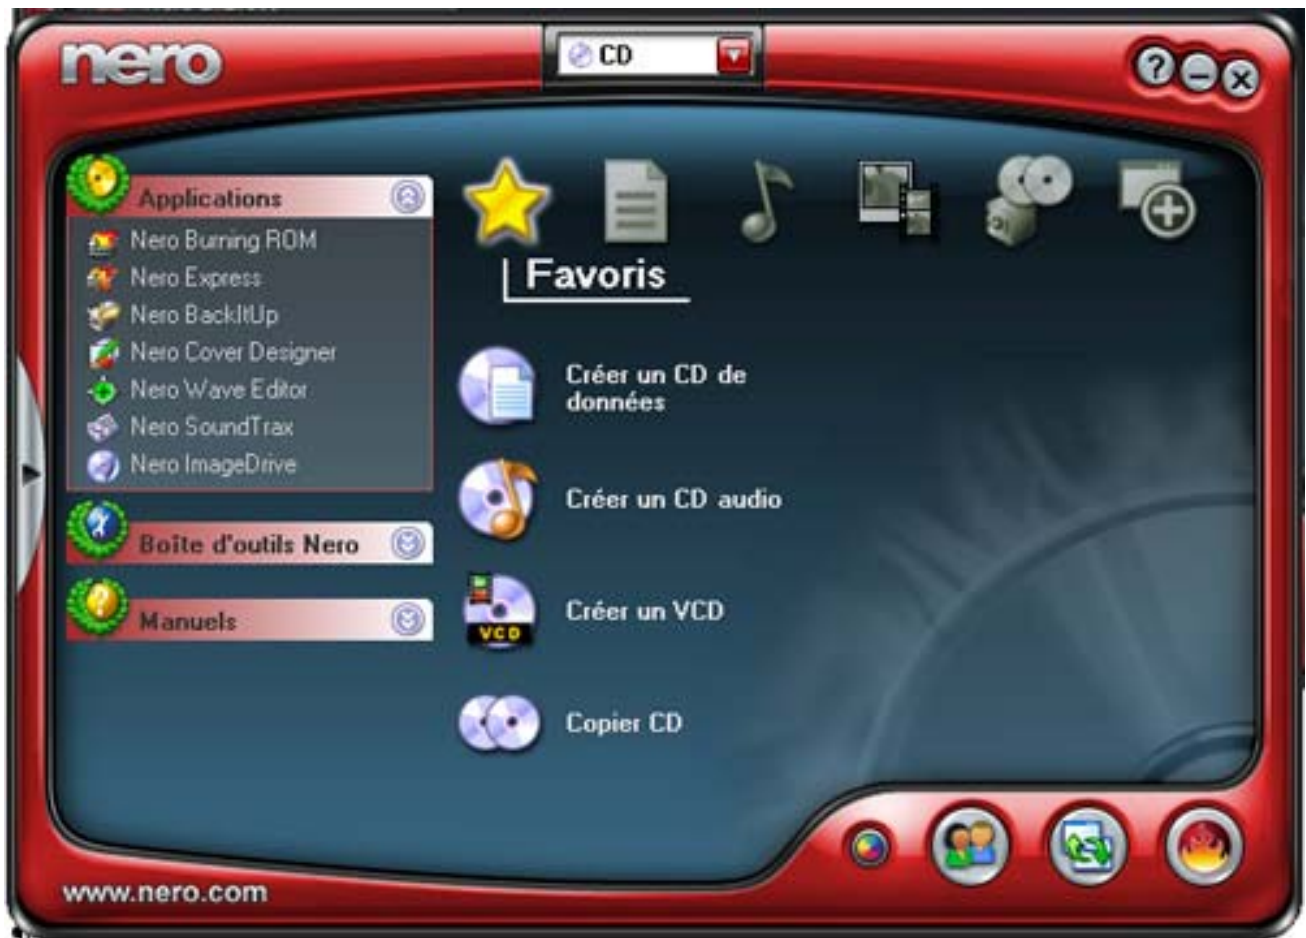 nero
CD
?
Applications
Nero Burning ROM
Nero Express
Nero BackItUp
Nero Cover Designer
Nero Wave Editor
Nero SoundTrax
Nero ImageDrive
Boîte d'outils Nero
?
Manuels
Favoris
Créer un CD de
données
Créer un CD audio
VCD
Créer un VCD
Copier CD
www.nero.com